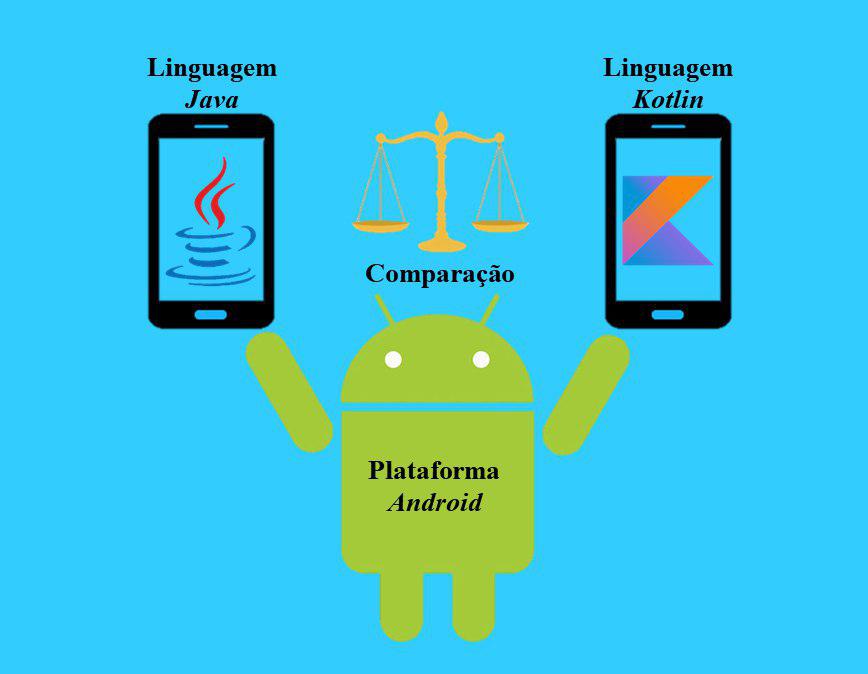 Linguagem
Java
Linguagem
Kotlin
Comparação
Plataforma
Android